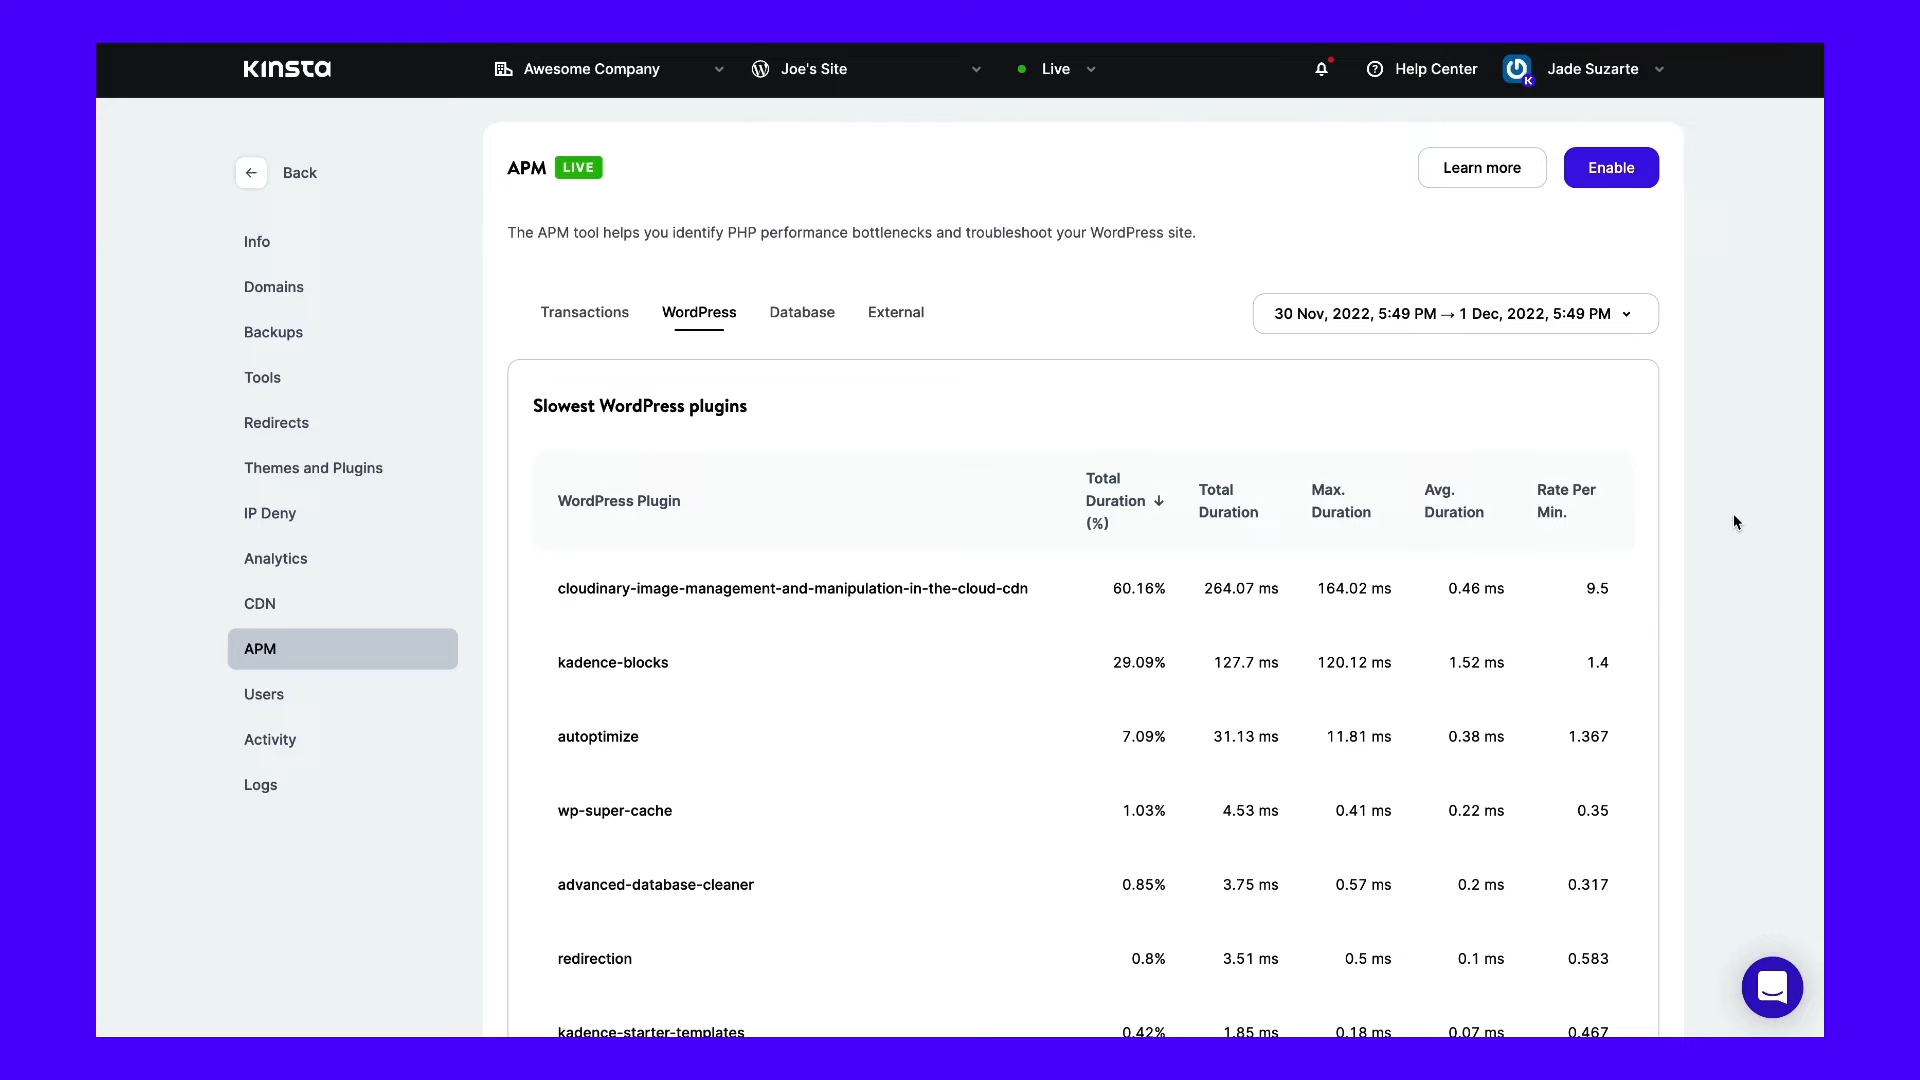 KINSTA
Awesome Company
Joe's Site
Live
Help Center
Jade Suzarte
K
Back
Info
Domains
Backups
Tools
Redirects
Themes and Plugins
IP Deny
Analytics
CDN
APM
Users
Activity
Logs
APM LIVE
Learn more
Enable
The APM tool helps you identify PHP performance bottlenecks and troubleshoot your WordPress site.
Transactions WordPress Database External
30 Nov, 2022, 5:49 PM → 1 Dec, 2022, 5:49 PM
Slowest WordPress plugins
WordPress Plugin
Total
Duration ↓
(%)
Total
Duration
Max.
Duration
Avg.
Duration
Rate Per
Min.
cloudinary-image-management-and-manipulation-in-the-cloud-cdn 60.16% 264.07 ms 164.02 ms 0.46 ms 9.5
kadence-blocks 29.09% 127.7 ms 120.12 ms 1.52 ms 1.4
autoptimize 7.09% 31.13 ms 11.81 ms 0.38 ms 1.367
wp-super-cache 1.03% 4.53 ms 0.41 ms 0.22 ms 0.35
advanced-database-cleaner 0.85% 3.75 ms 0.57 ms 0.2 ms 0.317
redirection 0.8% 3.51 ms 0.5 ms 0.1 ms 0.583
kadence-starter-templates 0.42% 1.85 ms 0.18 ms 0.07 ms 0.467